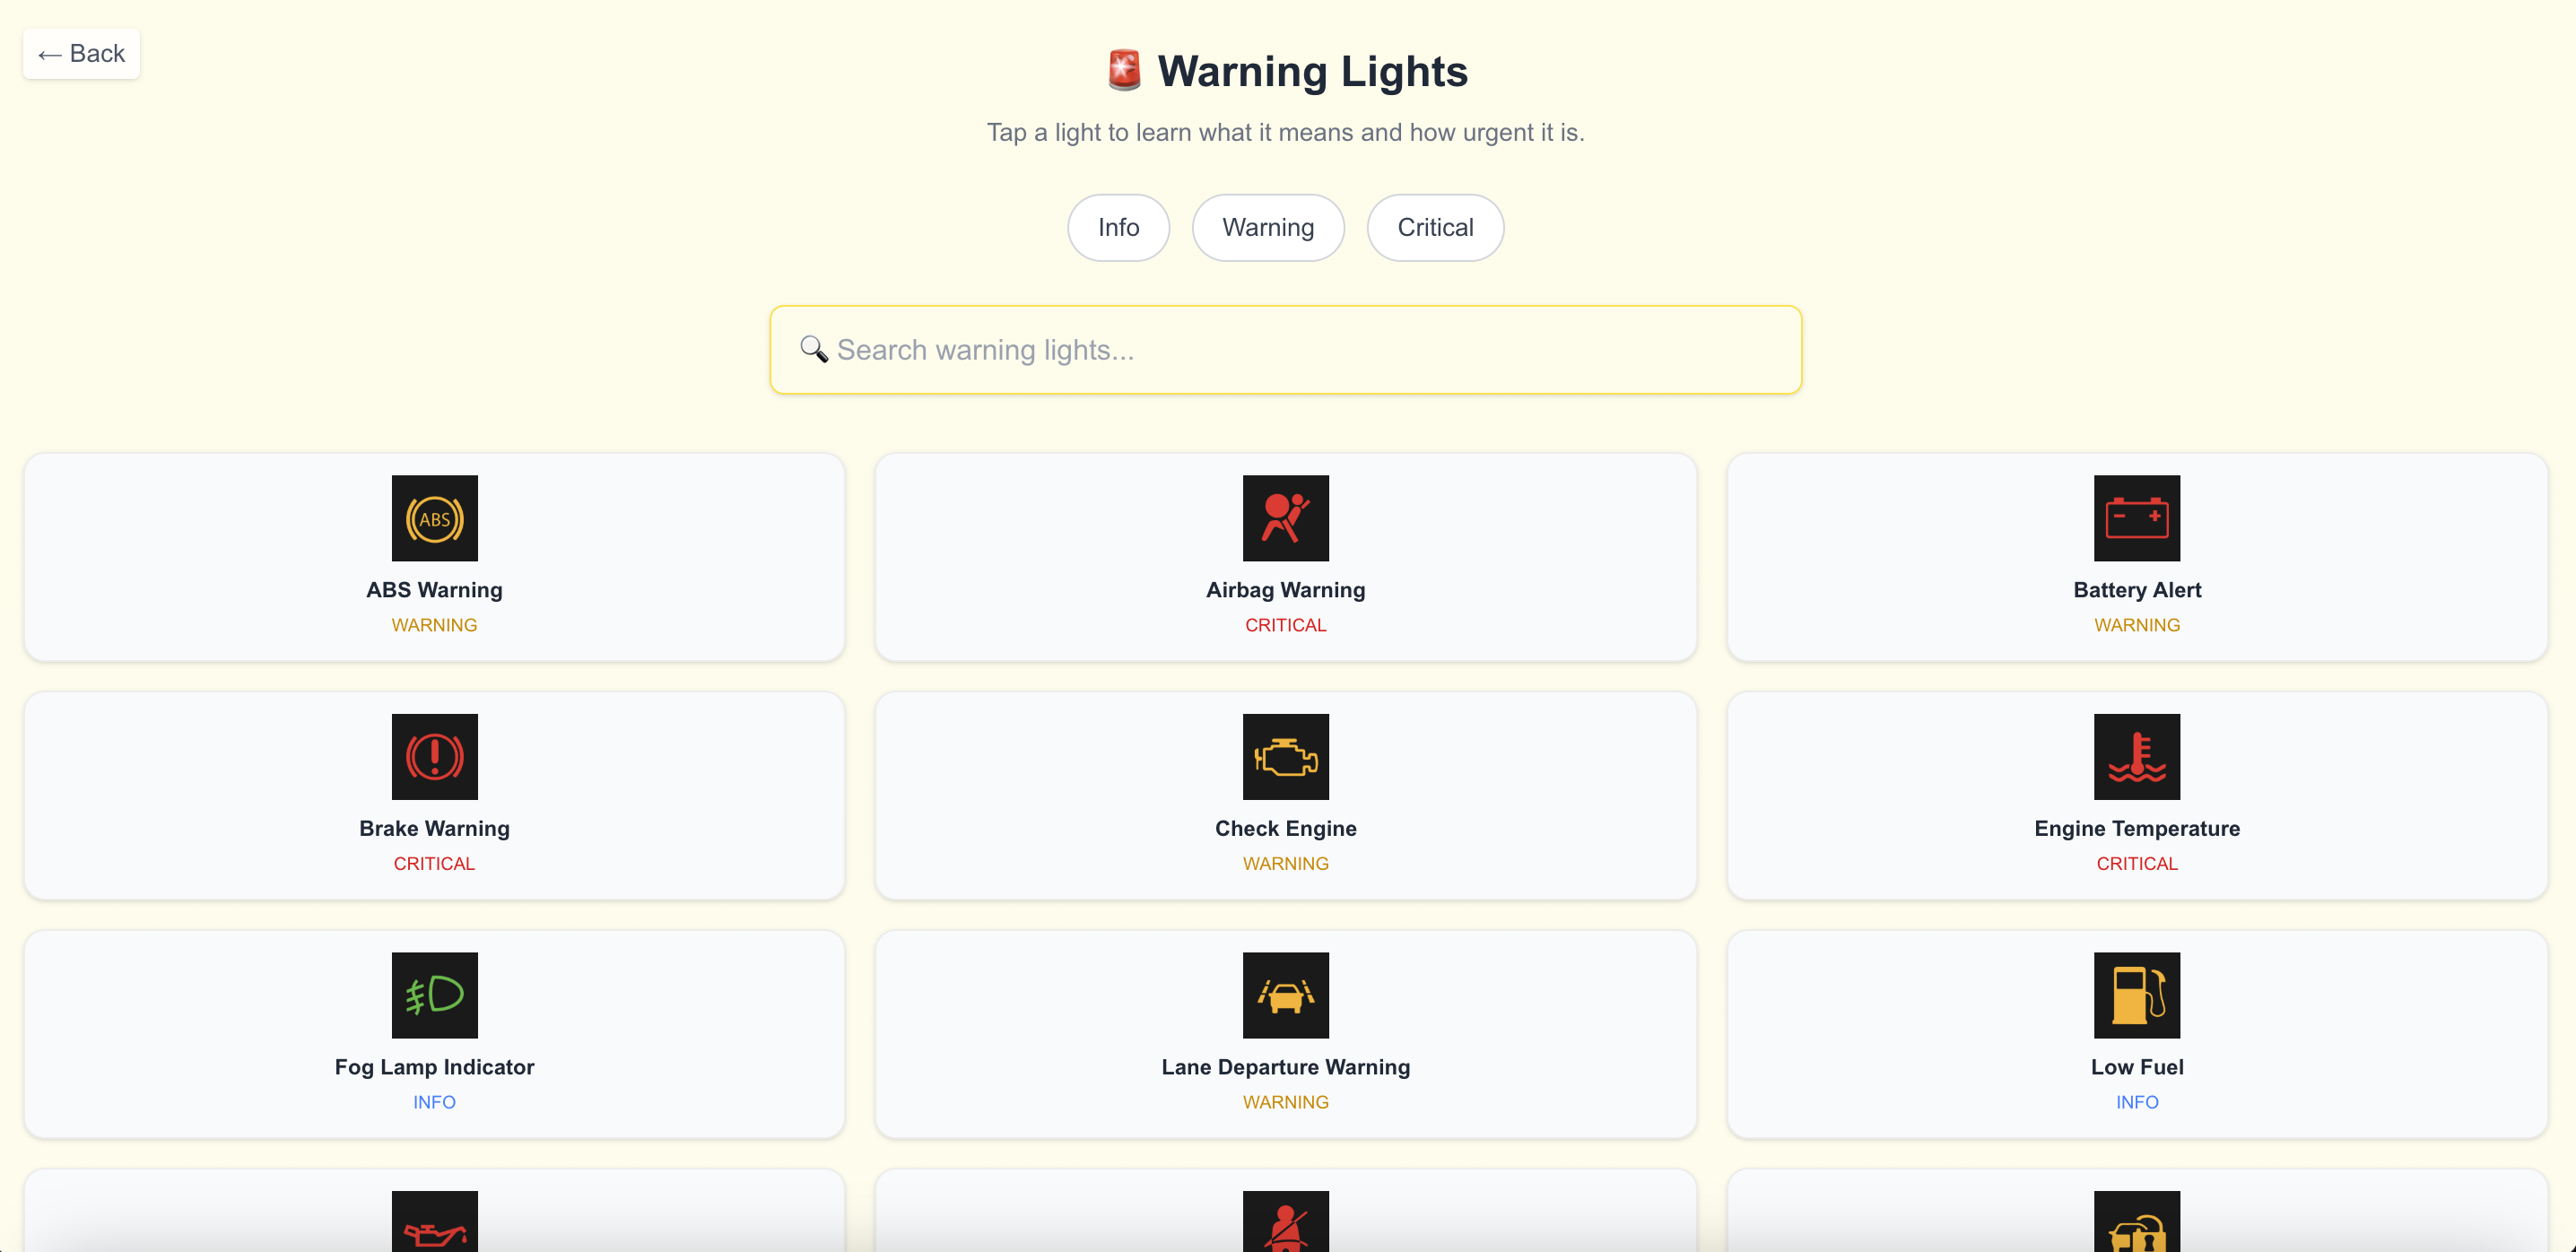 ← Back
🚨 Warning Lights
Tap a light to learn what it means and how urgent it is.
Info Warning Critical
🔍 Search warning lights...
ABS
ABS Warning
WARNING
Airbag Warning
CRITICAL
Battery Alert
WARNING
Brake Warning
CRITICAL
Check Engine
WARNING
Engine Temperature
CRITICAL
Fog Lamp Indicator
INFO
Lane Departure Warning
WARNING
Low Fuel
INFO